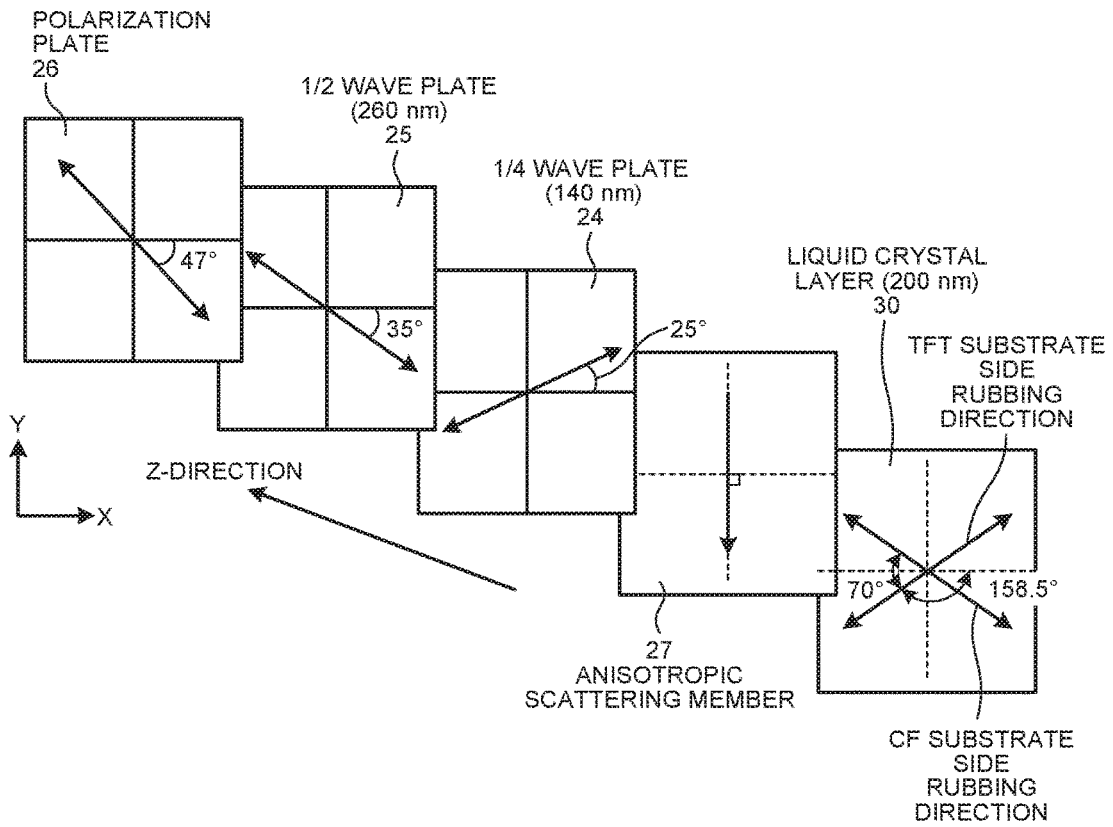 POLARIZATION
PLATE
26
1/2 WAVE PLATE
(260 nm)
25
1/4 WAVE PLATE
(140 nm)
24
LIQUID CRYSTAL
LAYER (200 nm)
30
TFT SUBSTRATE
SIDE
RUBBING
DIRECTION
47°
35°
25°
Y
X
Z-DIRECTION
70°
158.5°
27
ANISOTROPIC
SCATTERING MEMBER
CF SUBSTRATE
SIDE
RUBBING
DIRECTION